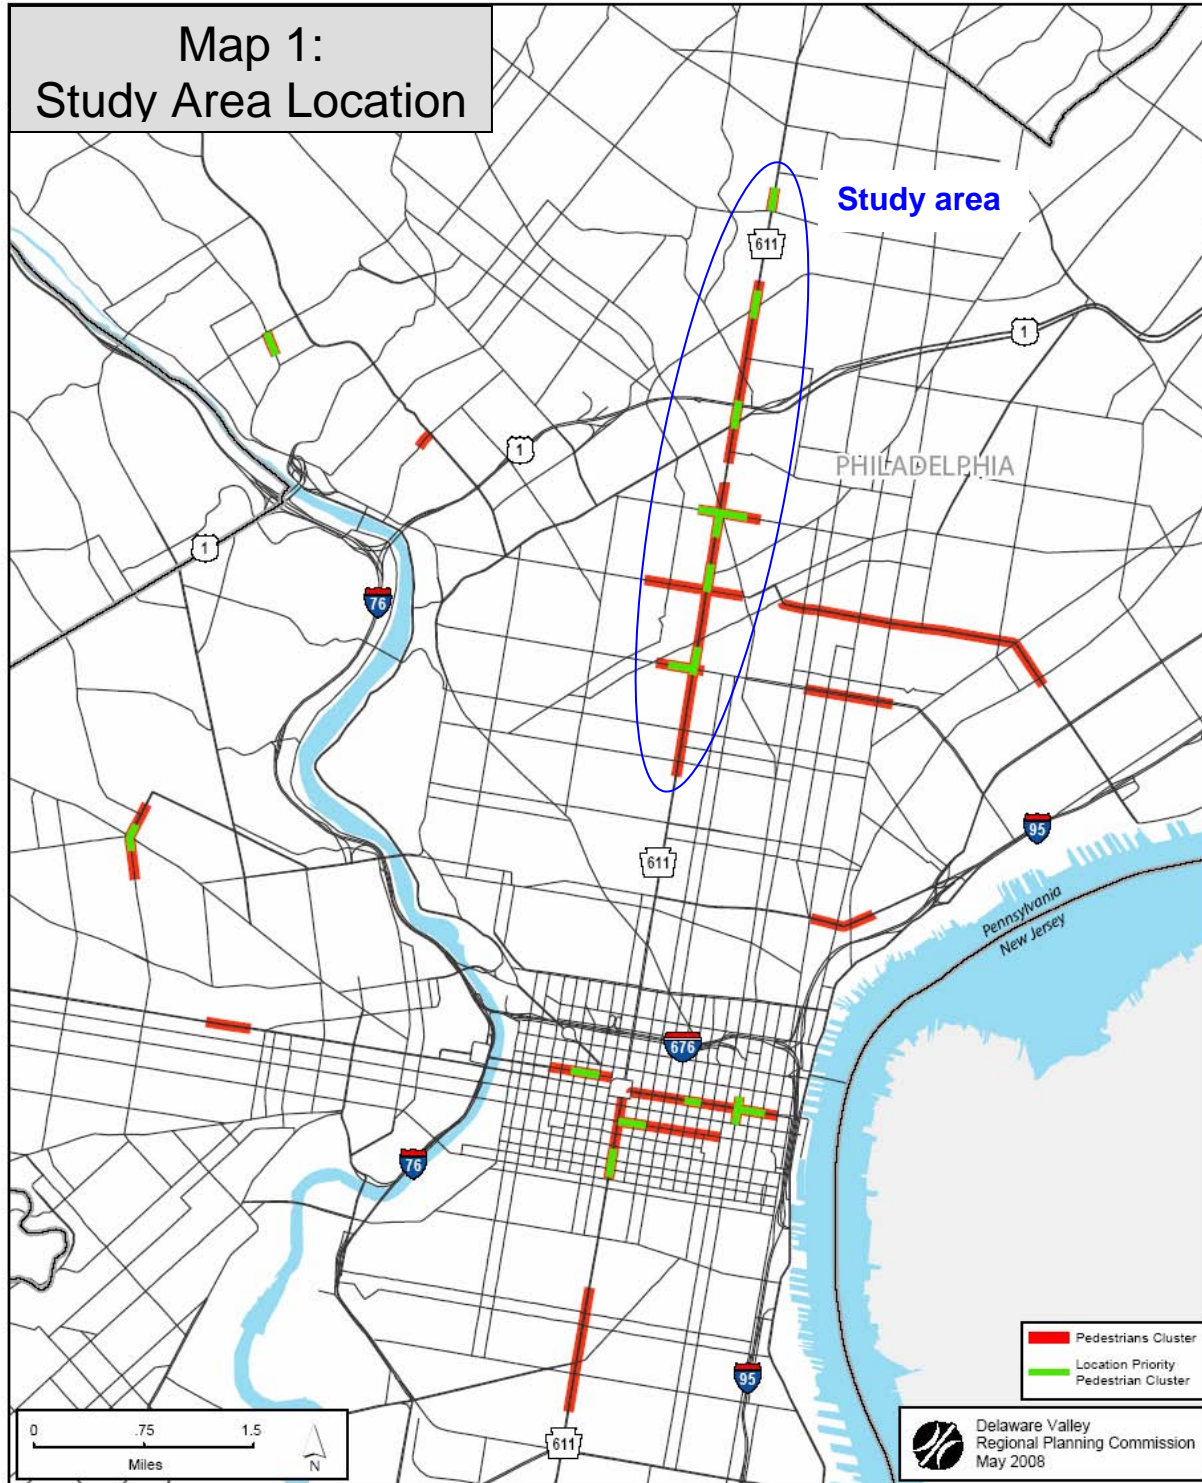 Map 1:
Study Area Location
Study area
611
1
1
PHILADELPHIA
1
76
95
611
Pennsylvania
New Jersey
676
76
95
Pedestrians Cluster
Location Priority
Pedestrian Cluster
0 .75 1.5
Miles
N
611
Delaware Valley
Regional Planning Commission
May 2008